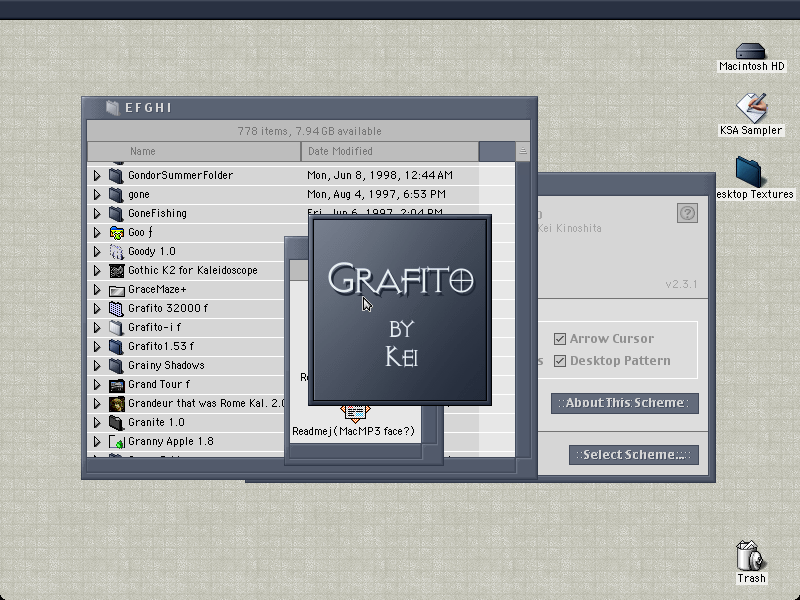 Macintosh HD
KSA Sampler
esktop Textures
Trash
EFGHI
778 items, 7.94 GB available
Name Date Modified
GondorSummerFolder Mon, Jun 8, 1998, 12:44 AM
gone Mon, Aug 4, 1997, 6:53 PM
GoneFishing Fri, Jun 6, 1997, 2:04 PM
Goo ƒ
Goody 1.0
Gothic K2 for Kaleidoscope
GraceMaze+
Grafito 32000 f
Grafito-i f
Grafito1.53 f
Grainy Shadows
Grand Tour f
Grandeur that was Rome Kal. 2.0
Granite 1.0
Granny Apple 1.8
Readmej(MacMP3 face?)
GRAFITO
BY
KEI
Kei Kinoshita
v2.3.1
Arrow Cursor
Desktop Pattern
About This Scheme
Select Scheme...